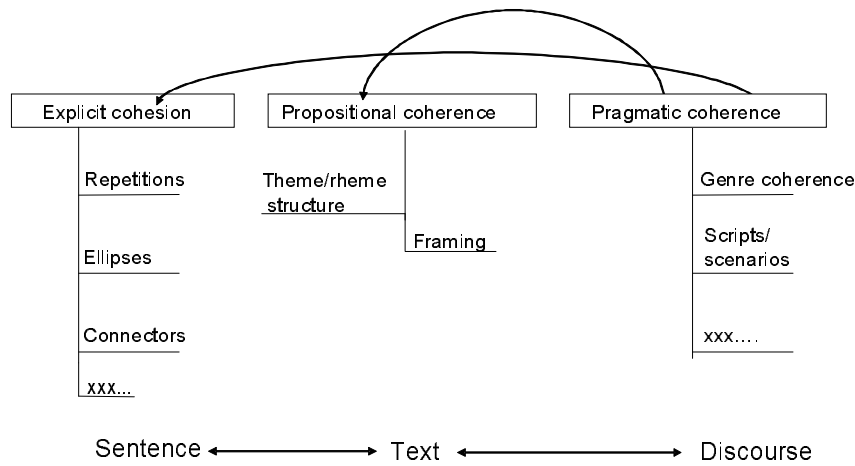 Explicit cohesion
Propositional coherence
Pragmatic coherence
Repetitions
Ellipses
Connectors
xxx...
Theme/rheme
structure
Framing
Genre coherence
Scripts/
scenarios
xxx....
Sentence
Text
Discourse